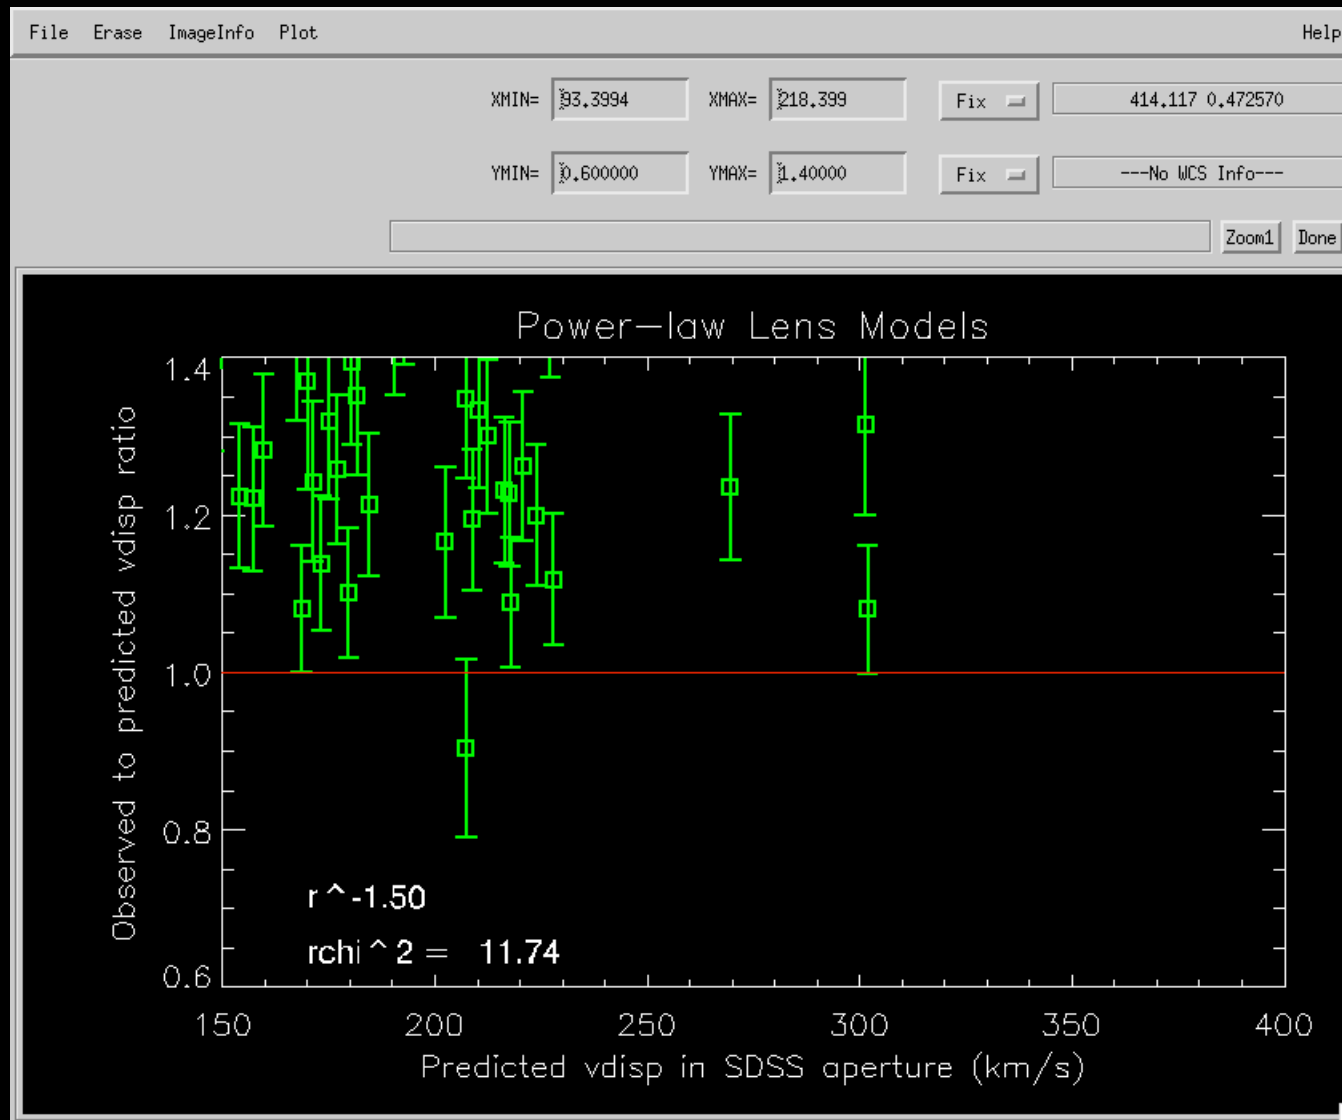 File Erase ImageInfo Plot Help
XMIN= 93.3994 XMAX= 218.399 Fix 414.117 0.472570
YMIN= 0.600000 YMAX= 1.40000 Fix ---No WCS Info---
Zoom1 Done
Power-law Lens Models
1.4
1.2
1.0
0.8
0.6
Observed to predicted vdisp ratio
r^-1.50
rchi^2 = 11.74
150 200 250 300 350 400
Predicted vdisp in SDSS aperture (km/s)